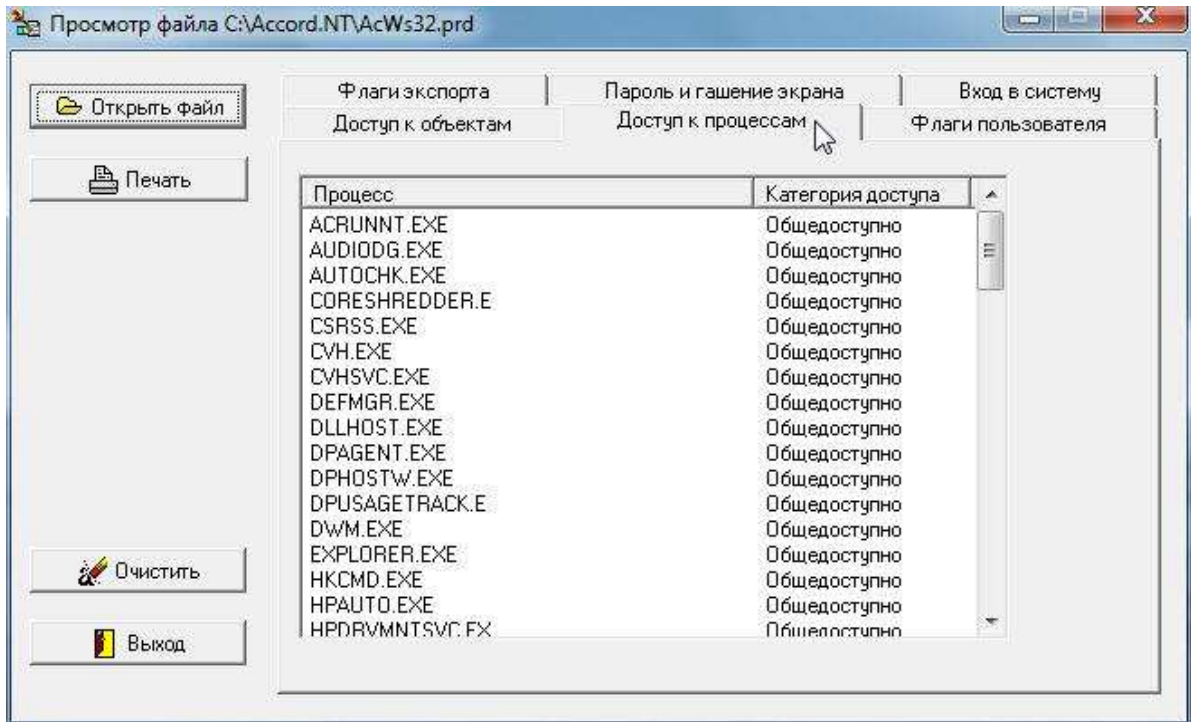 Просмотр файла C:\Accord.NT\AcWs32.prd
Открыть файл
Печать
Очистить
Выход
Флаги экспорта Пароль и гашение экрана Вход в систему
Доступ к объектам Доступ к процессам Флаги пользователя
Процесс Категория доступа
ACRUNNT.EXE Общедоступно
AUDIODG.EXE Общедоступно
AUTOCHK.EXE Общедоступно
CORESHREDDER.E Общедоступно
CSRSS.EXE Общедоступно
CVH.EXE Общедоступно
CVHSVC.EXE Общедоступно
DEFMGR.EXE Общедоступно
DLLHOST.EXE Общедоступно
DPAGENT.EXE Общедоступно
DPHOSTW.EXE Общедоступно
DPUSAGETRACK.E Общедоступно
DWM.EXE Общедоступно
EXPLORER.EXE Общедоступно
HKCMD.EXE Общедоступно
HPAUTO.EXE Общедоступно
HPDRVMNTSVC.EX Общедоступно